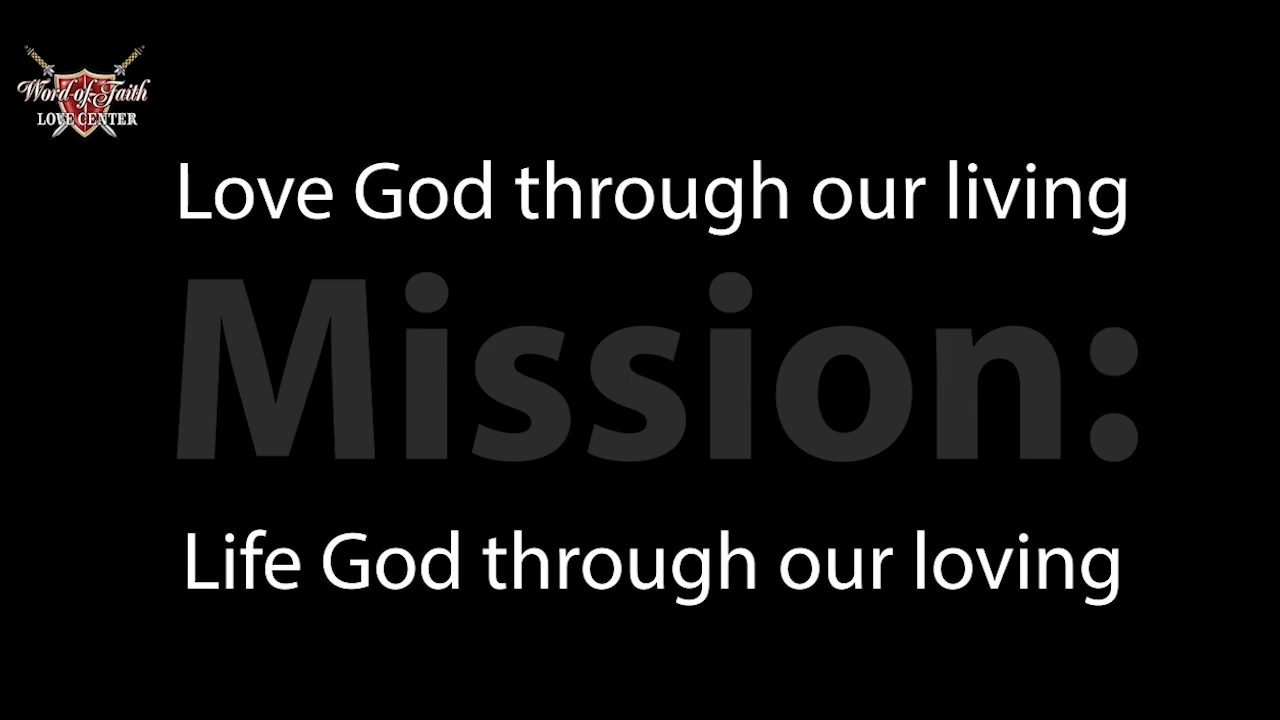 Word of Faith
LOVE CENTER
Love God through our living
Mission:
Life God through our loving